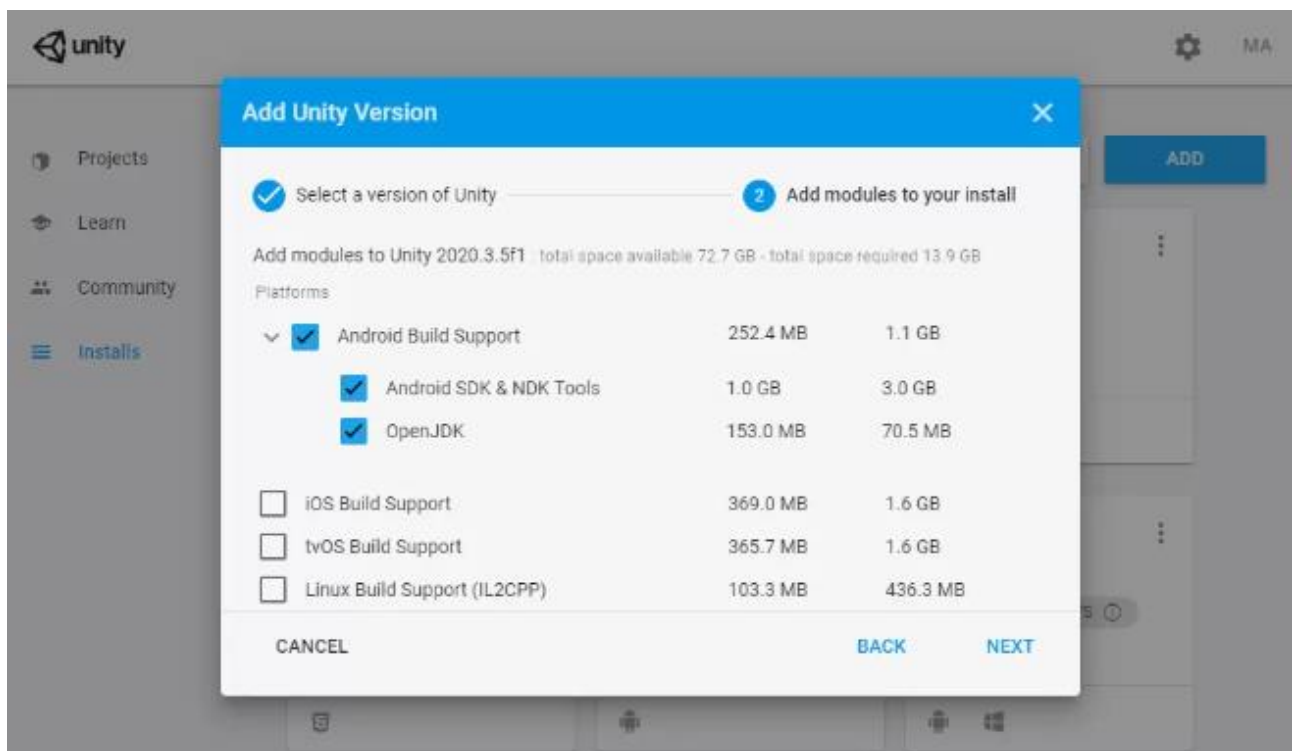 unity
MA
Add Unity Version
Projects
ADD
Select a version of Unity
2 Add modules to your install
Learn
Add modules to Unity 2020.3.5f1 : total space available 72.7 GB - total space required 13.9 GB
Community
Platforms
Android Build Support 252.4 MB 1.1 GB
Installs
Android SDK & NDK Tools 1.0 GB 3.0 GB
OpenJDK 153.0 MB 70.5 MB
iOS Build Support 369.0 MB 1.6 GB
tvOS Build Support 365.7 MB 1.6 GB
Linux Build Support (IL2CPP) 103.3 MB 436.3 MB
CANCEL
BACK
NEXT